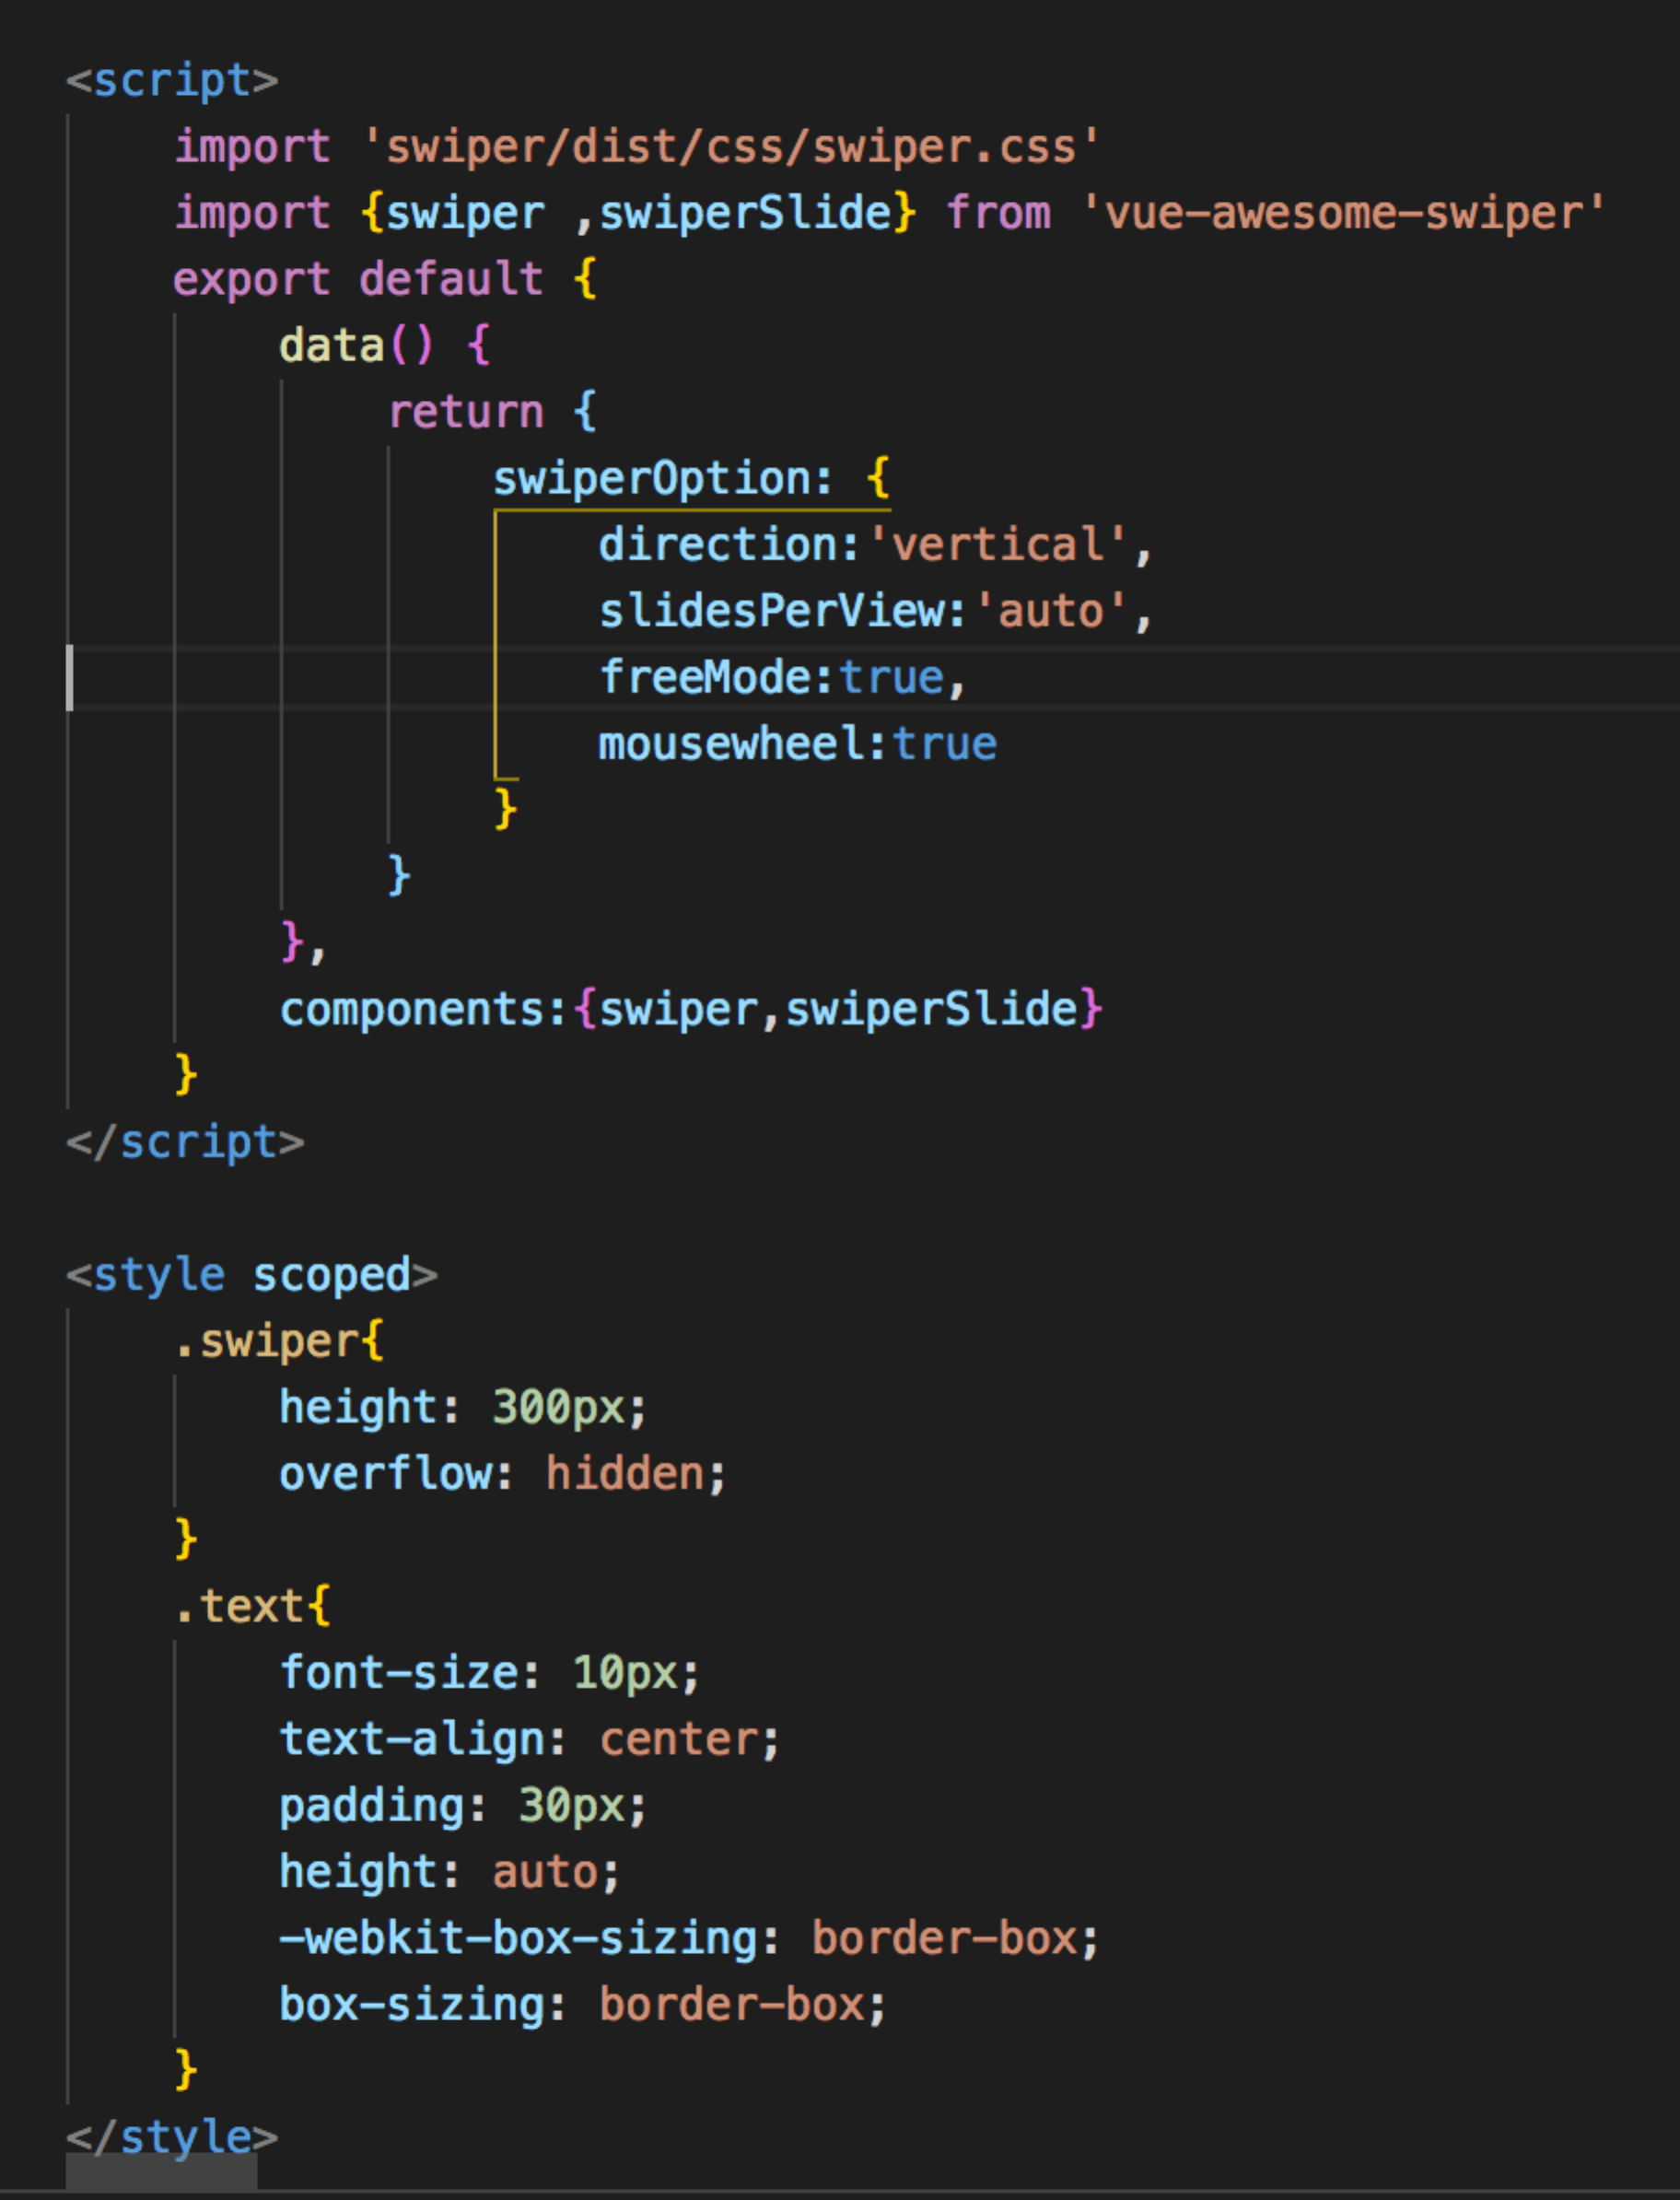 <script>
    import 'swiper/dist/css/swiper.css'
    import {swiper ,swiperSlide} from 'vue-awesome-swiper'
    export default {
        data() {
            return {
                swiperOption: {
                    direction:'vertical',
                    slidesPerView:'auto',
                    freeMode:true,
                    mousewheel:true
                }
            }
        },
        components:{swiper,swiperSlide}
    }
</script>

<style scoped>
    .swiper{
        height: 300px;
        overflow: hidden;
    }
    .text{
        font-size: 10px;
        text-align: center;
        padding: 30px;
        height: auto;
        -webkit-box-sizing: border-box;
        box-sizing: border-box;
    }
</style>